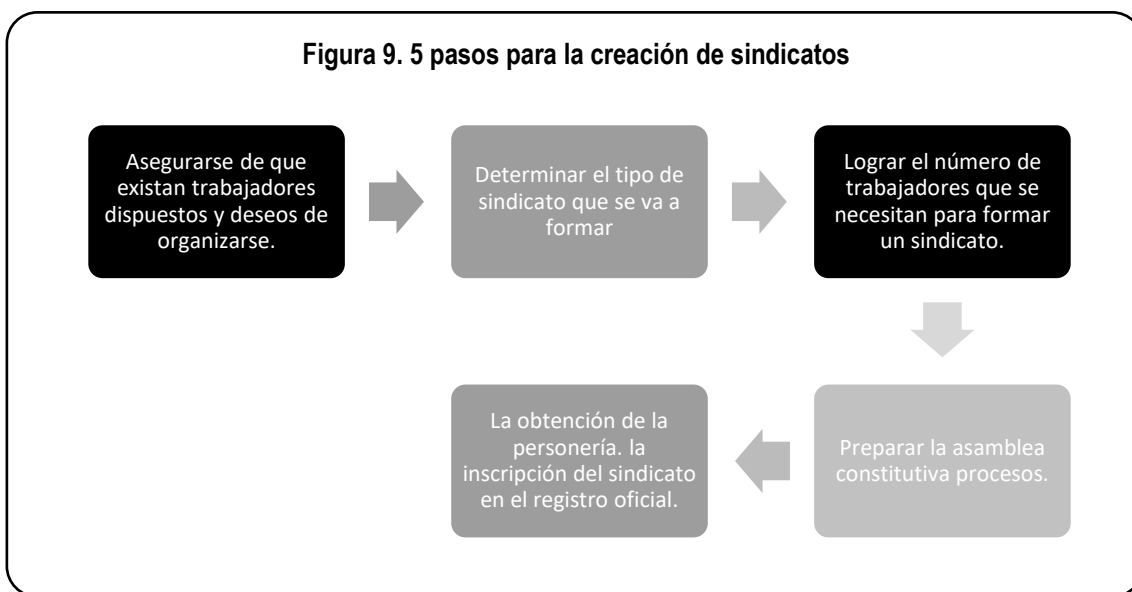 Figura 9. 5 pasos para la creación de sindicatos
Asegurarse de que
existan trabajadores
dispuestos y deseos de
organizarse.
Determinar el tipo de
sindicato que se va a
formar
Lograr el número de
trabajadores que se
necesitan para formar
un sindicato.
Preparar la asamblea
constitutiva procesos.
La obtención de la
personería. la
inscripción del sindicato
en el registro oficial.